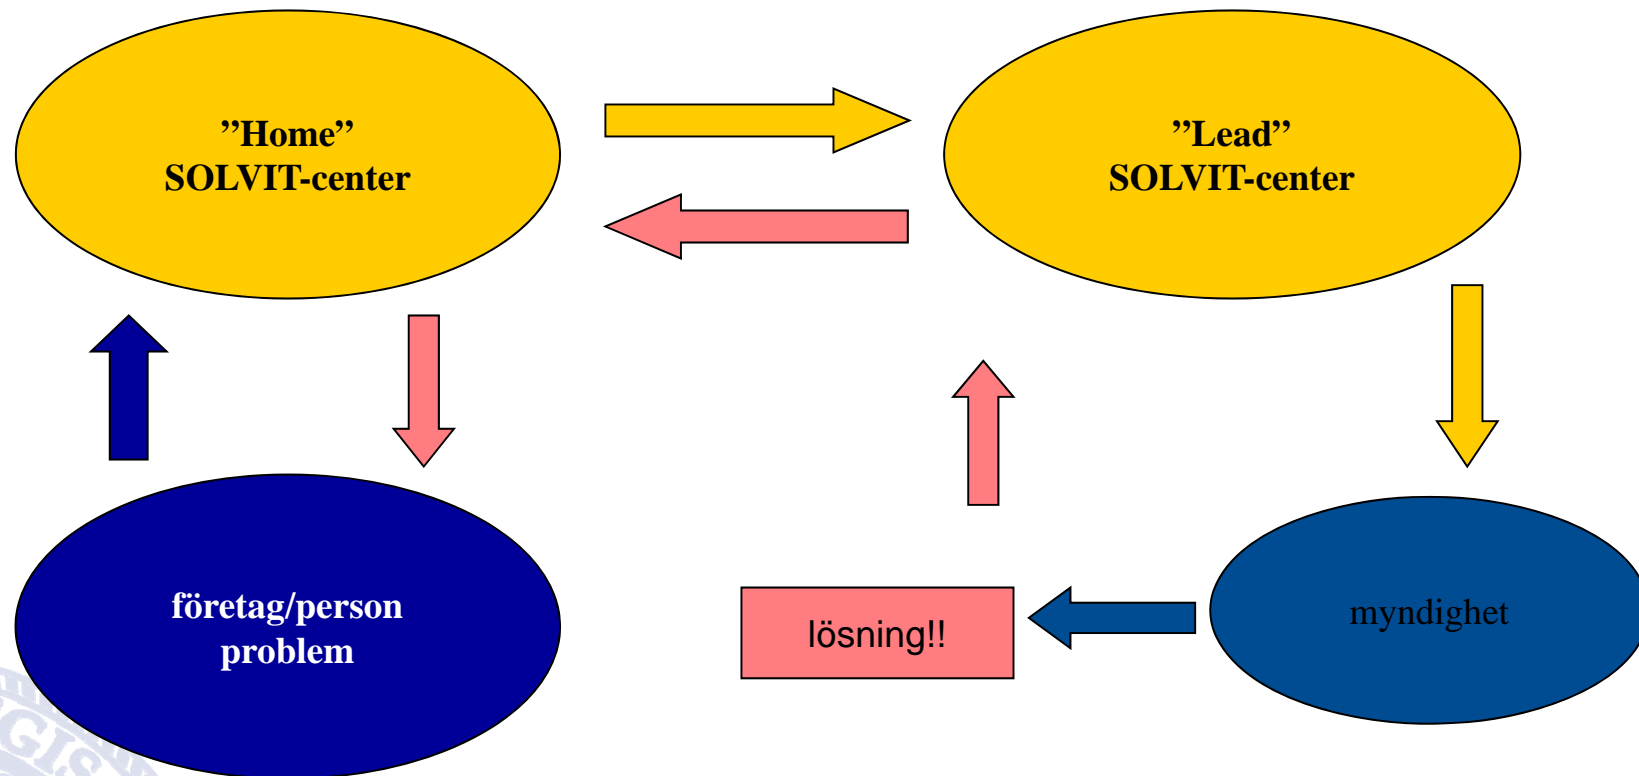 ”Home”
SOLVIT-center
”Lead”
SOLVIT-center
företag/person
problem
lösning!!
myndighet